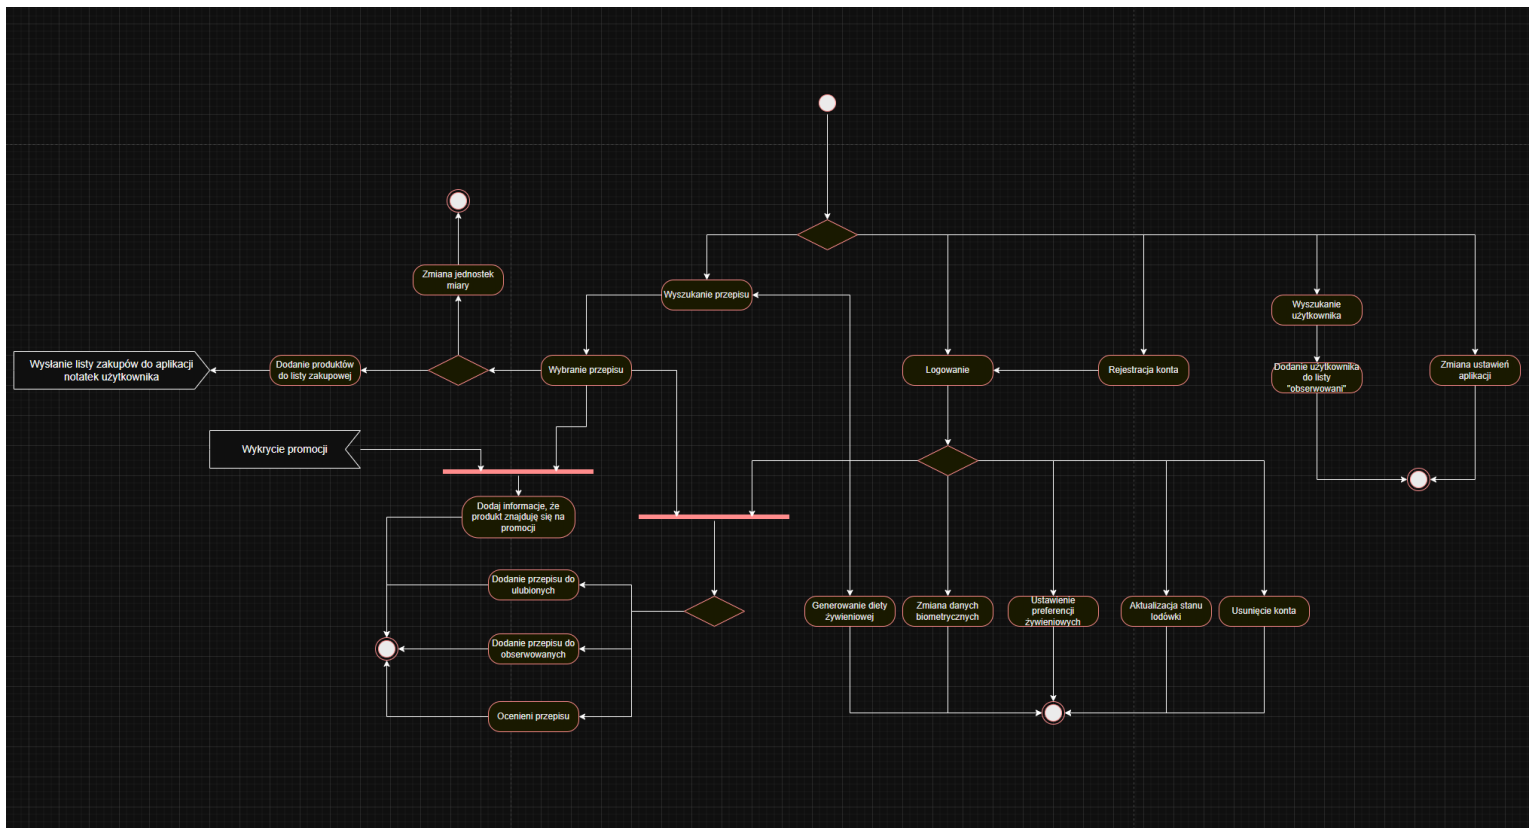 Zmiana jednostek
miary
Wyszukanie przepisu
Wyszukanie
użytkownika
Wysłanie listy zakupów do aplikacji
notatek użytkownika
Dodanie produktów
do listy zakupowej
Wybranie przepisu
Logowanie
Rejestracja konta
Dodanie użytkownika
do listy
"obserwowani"
Zmiana ustawień
aplikacji
Wykrycie promocji
Dodaj informacje, że
produkt znajduję się na
promocji
Dodanie przepisu do
ulubionych
Generowanie diety
żywieniowej
Zmiana danych
biometrycznych
Ustawienie
preferencji
żywieniowych
Aktualizacja stanu
lodówki
Usunięcie konta
Dodanie przepisu do
obserwowanych
Ocenieni przepisu